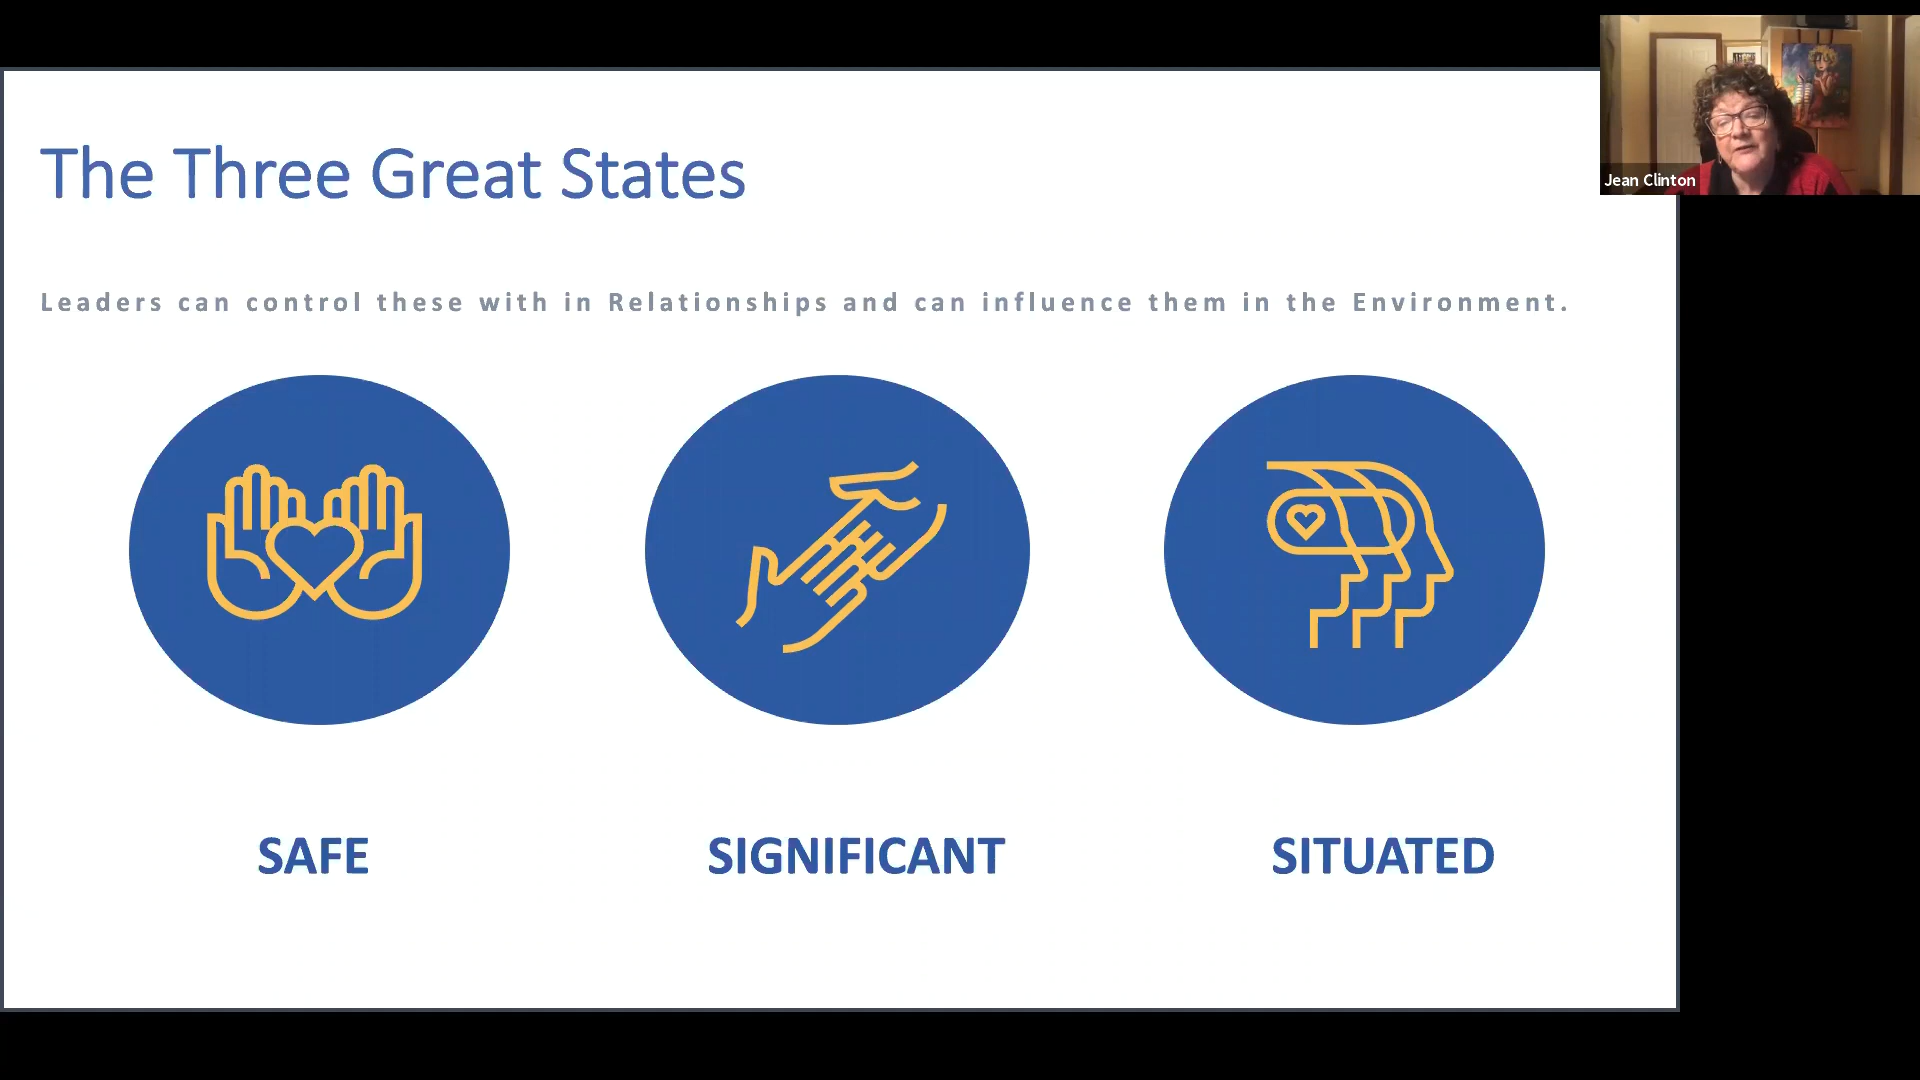 Jean Clinton
The Three Great States
Leaders can control these with in Relationships and can influence them in the Environment.
SAFE
SIGNIFICANT
SITUATED